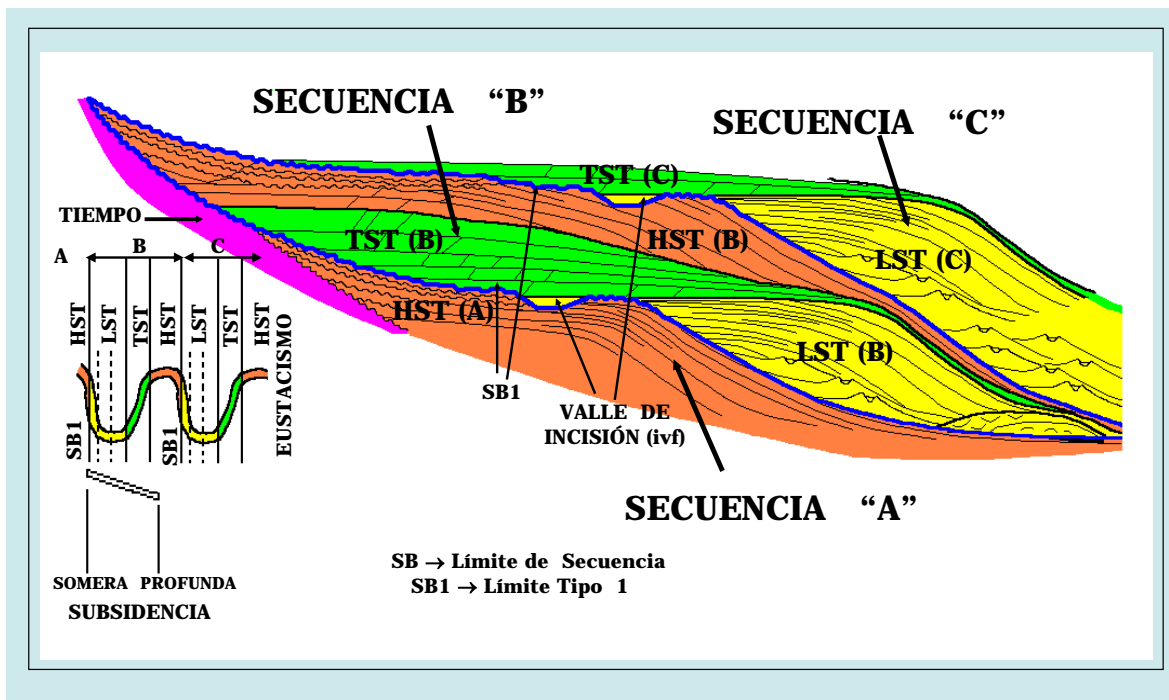 SECUENCIA “B”
SECUENCIA “C”
TST (C)
TIEMPO
TST (B)
HST (B)
LST (C)
A
B
C
HST (A)
LST (B)
HST
LST
TST
HST
LST
TST
HST
EUSTACISMO
SB1
SB1
SB1
VALLE DE
INCISIÓN (ivf)
SECUENCIA “A”
SB → Límite de Secuencia
SB1 → Límite Tipo 1
SOMERA PROFUNDA
SUBSIDENCIA